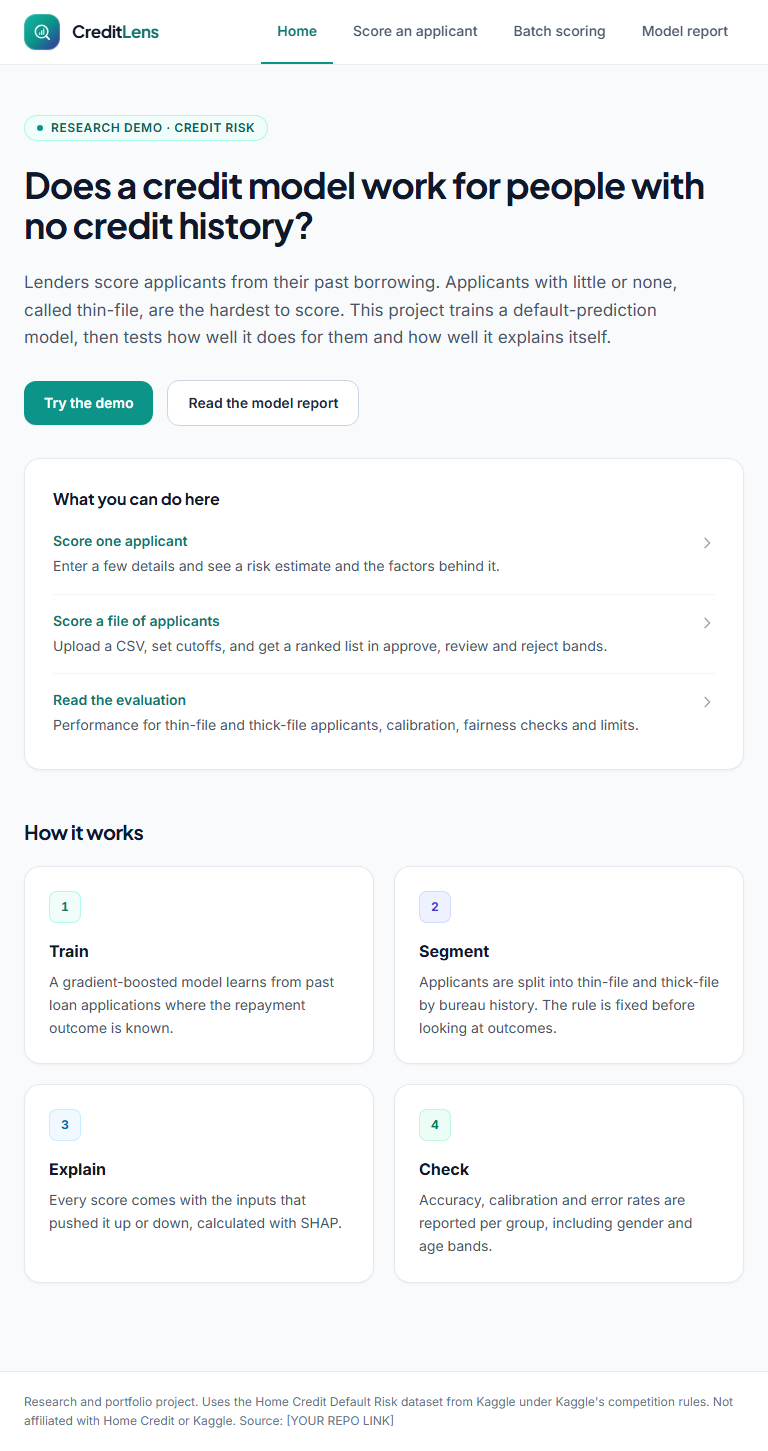 CreditLens
Home
Score an applicant
Batch scoring
Model report
RESEARCH DEMO · CREDIT RISK
Does a credit model work for people with
no credit history?
Lenders score applicants from their past borrowing. Applicants with little or none,
called thin-file, are the hardest to score. This project trains a default-prediction
model, then tests how well it does for them and how well it explains itself.
Try the demo
Read the model report
What you can do here
Score one applicant
Enter a few details and see a risk estimate and the factors behind it.
Score a file of applicants
Upload a CSV, set cutoffs, and get a ranked list in approve, review and reject bands.
Read the evaluation
Performance for thin-file and thick-file applicants, calibration, fairness checks and limits.
How it works
1
Train
A gradient-boosted model learns from past
loan applications where the repayment
outcome is known.
2
Segment
Applicants are split into thin-file and thick-file
by bureau history. The rule is fixed before
looking at outcomes.
3
Explain
Every score comes with the inputs that
pushed it up or down, calculated with SHAP.
4
Check
Accuracy, calibration and error rates are
reported per group, including gender and
age bands.
Research and portfolio project. Uses the Home Credit Default Risk dataset from Kaggle under Kaggle's competition rules. Not
affiliated with Home Credit or Kaggle. Source: [YOUR REPO LINK]